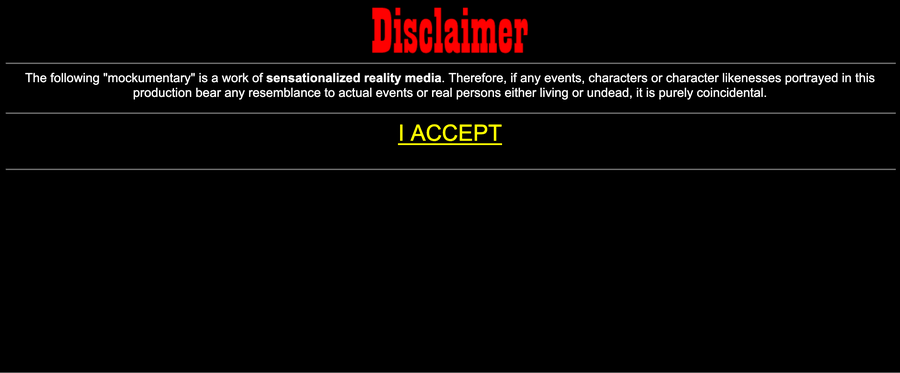 Disclaimer
The following "mockumentary" is a work of sensationalized reality media. Therefore, if any events, characters or character likenesses portrayed in this
production bear any resemblance to actual events or real persons either living or undead, it is purely coincidental.
I ACCEPT